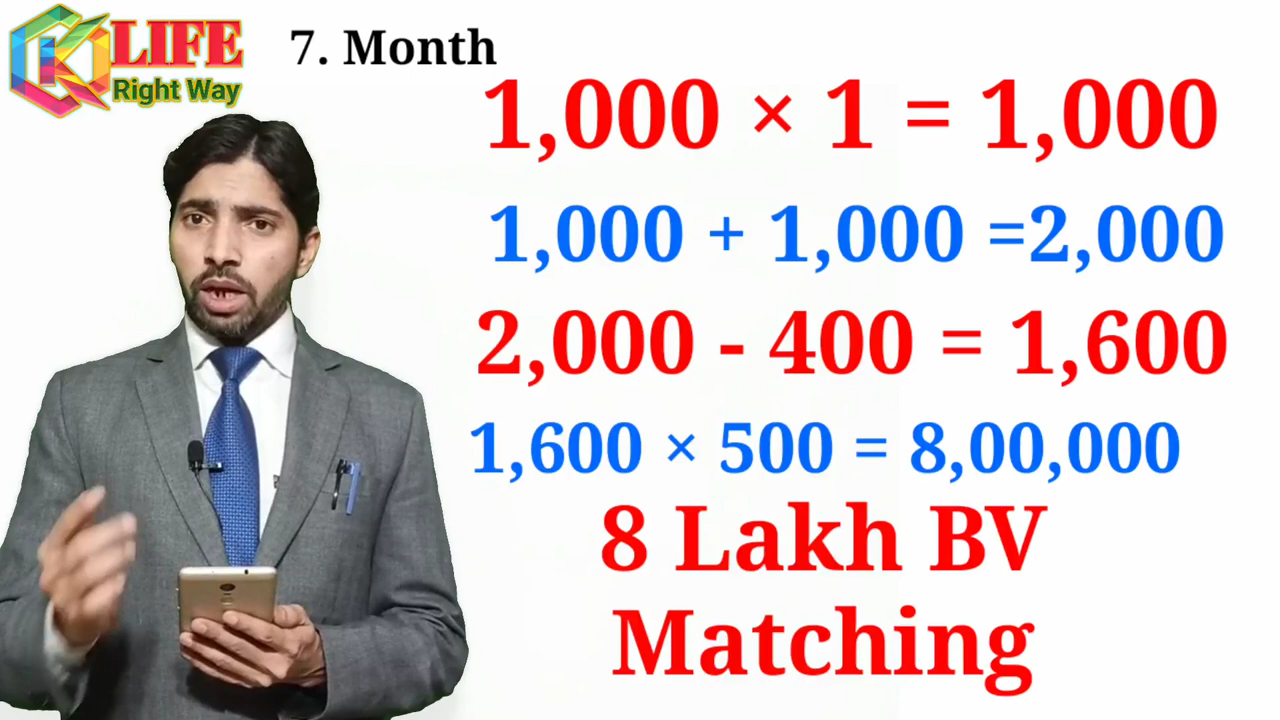 K LIFE
Right Way
7. Month
1,000 × 1 = 1,000
1,000 + 1,000 =2,000
2,000 - 400 = 1,600
1,600 × 500 = 8,00,000
8 Lakh BV
Matching